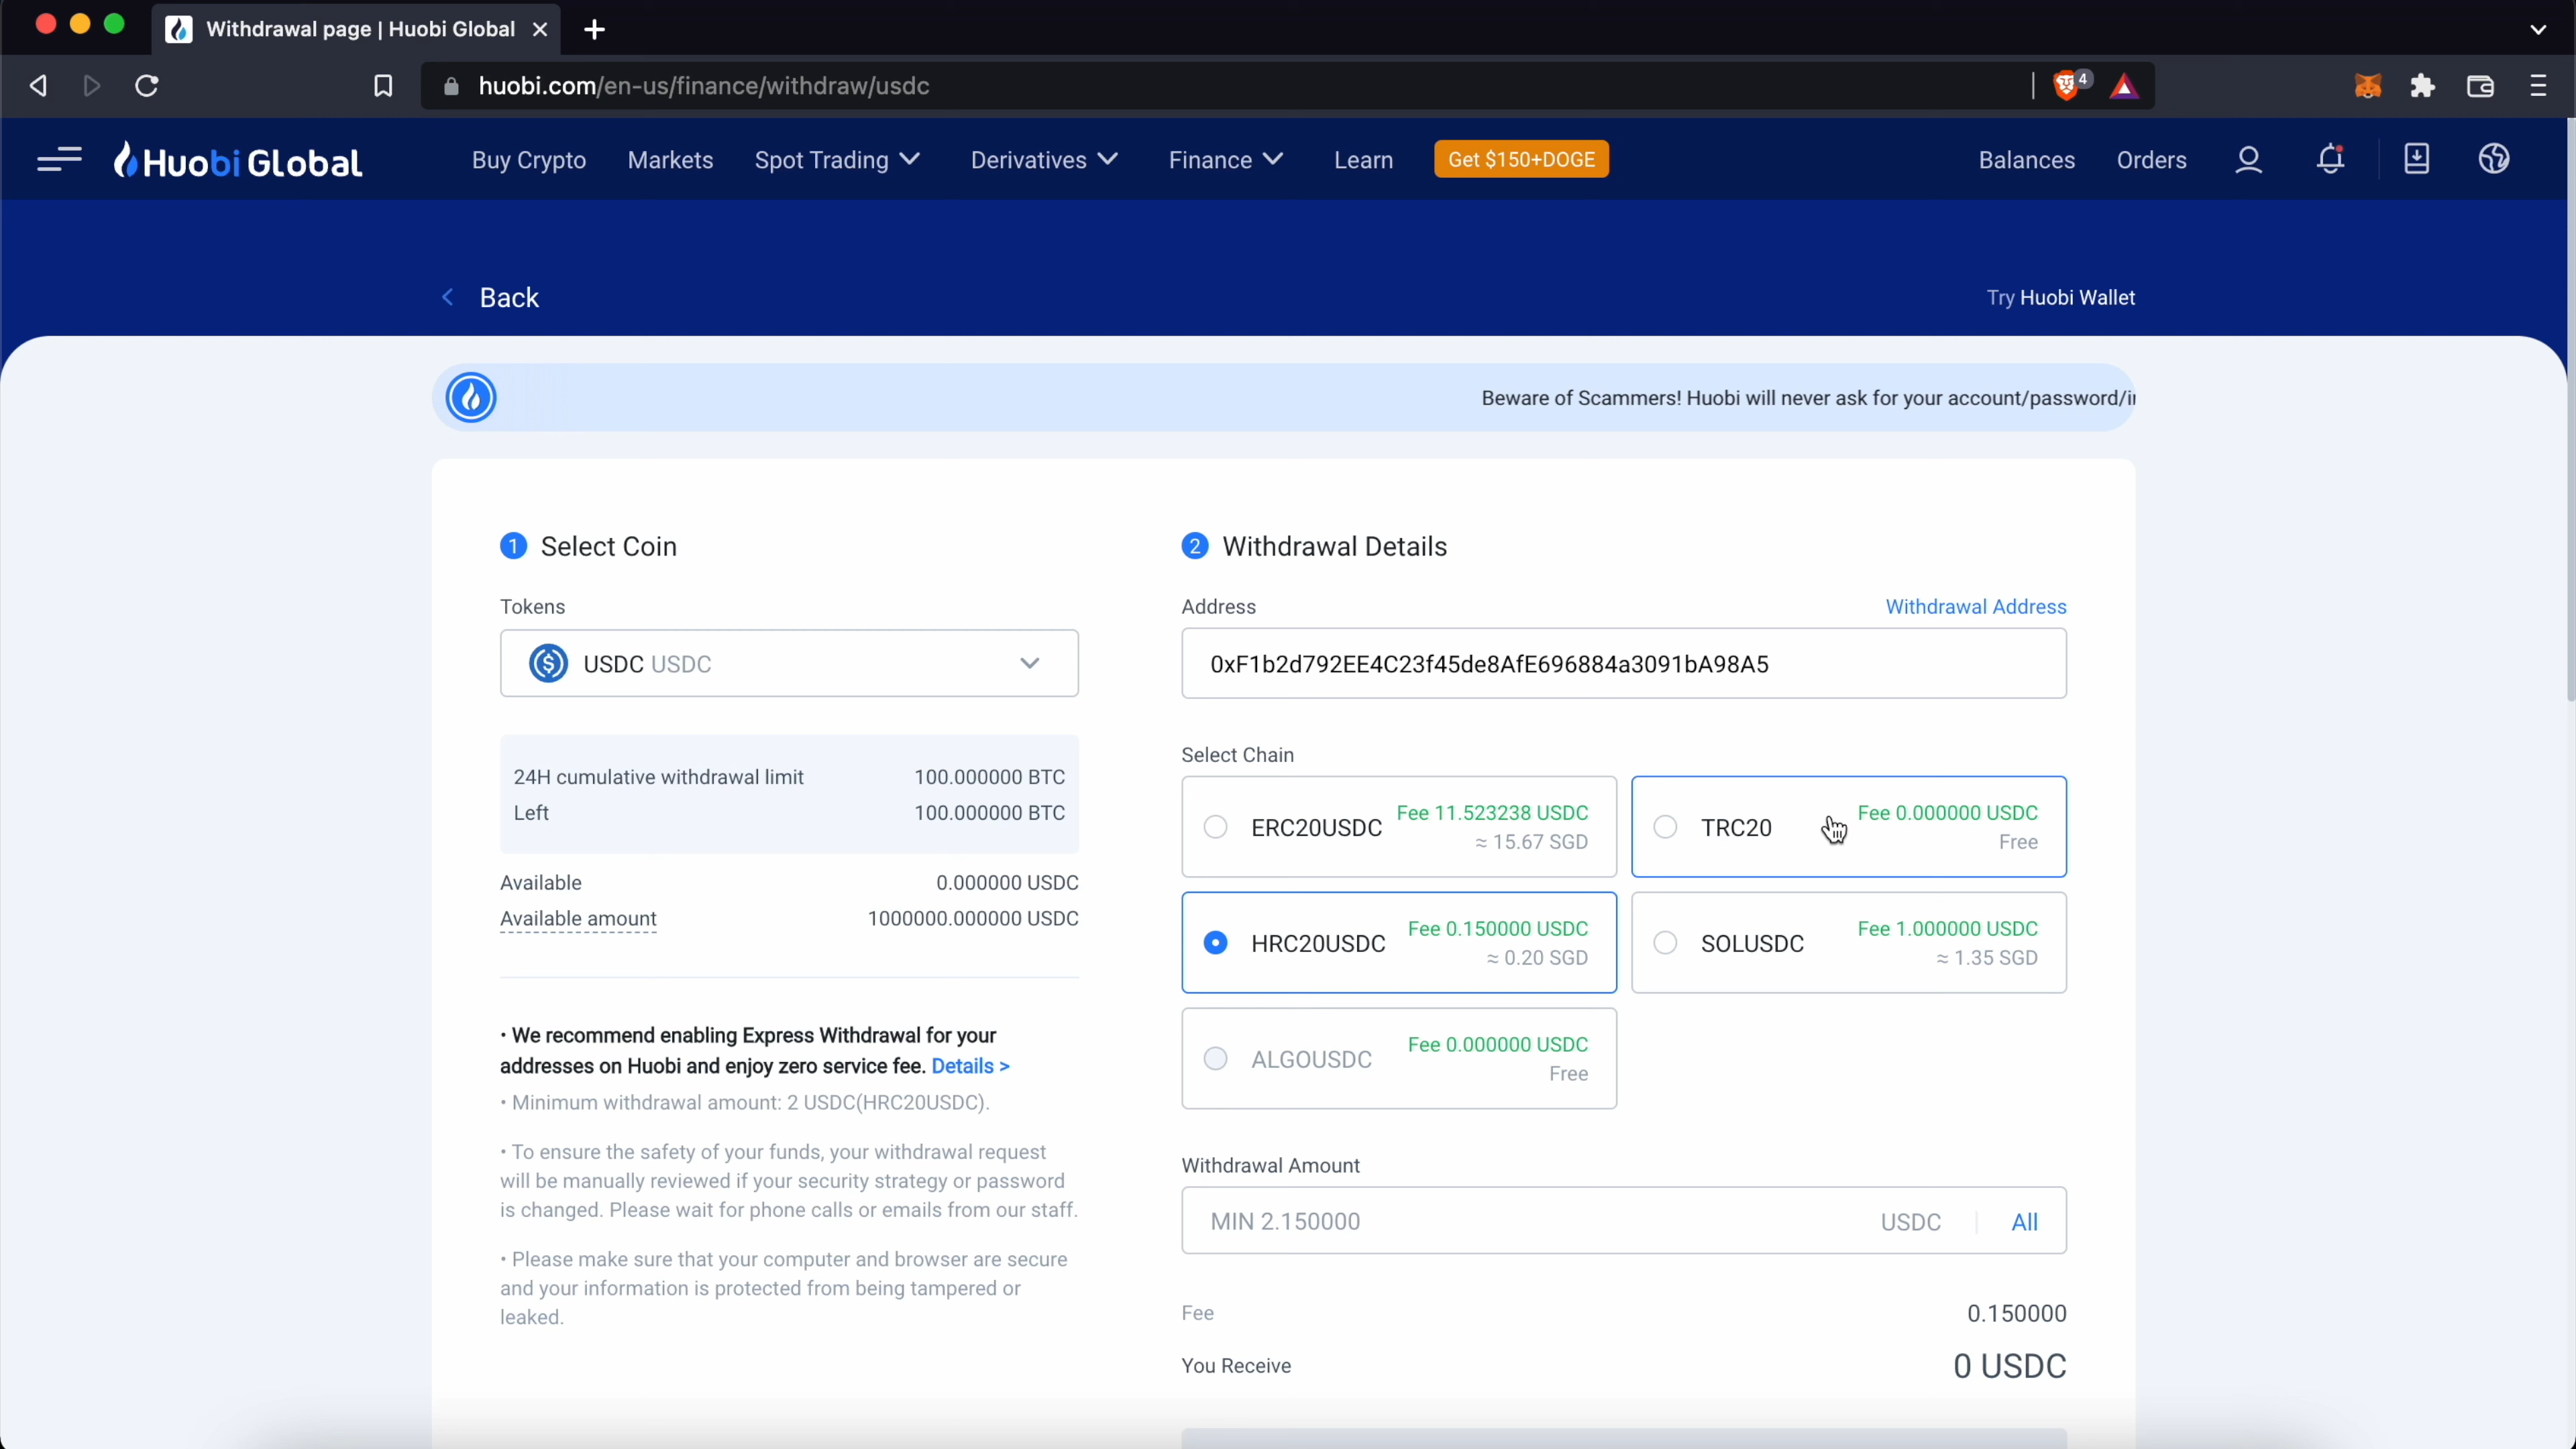 Withdrawal page | Huobi Global
huobi.com/en-us/finance/withdraw/usdc
4
Huobi Global
Buy Crypto
Markets
Spot Trading
Derivatives
Finance
Learn
Get $150+DOGE
Balances
Orders
Back
Try Huobi Wallet
Beware of Scammers! Huobi will never ask for your account/password/
1 Select Coin
Tokens
USDC USDC
24H cumulative withdrawal limit 100.000000 BTC
Left 100.000000 BTC
Available 0.000000 USDC
Available amount 1000000.000000 USDC
• We recommend enabling Express Withdrawal for your
addresses on Huobi and enjoy zero service fee. Details >
• Minimum withdrawal amount: 2 USDC(HRC20USDC).
• To ensure the safety of your funds, your withdrawal request
will be manually reviewed if your security strategy or password
is changed. Please wait for phone calls or emails from our staff.
• Please make sure that your computer and browser are secure
and your information is protected from being tampered or
leaked.
2 Withdrawal Details
Address Withdrawal Address
0xF1b2d792EE4C23f45de8AfE696884a3091bA98A5
Select Chain
ERC20USDC Fee 11.523238 USDC
≈ 15.67 SGD
TRC20 Fee 0.000000 USDC
Free
HRC20USDC Fee 0.150000 USDC
≈ 0.20 SGD
SOLUSDC Fee 1.000000 USDC
≈ 1.35 SGD
ALGOUSDC Fee 0.000000 USDC
Free
Withdrawal Amount
MIN 2.150000 USDC All
Fee 0.150000
You Receive 0 USDC